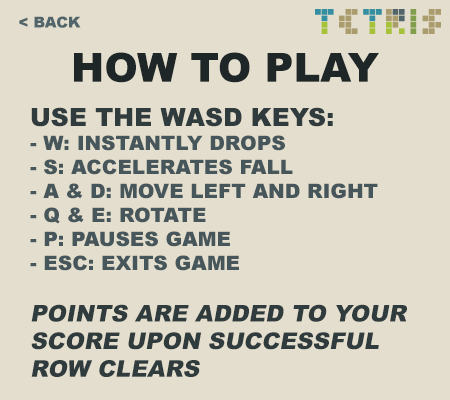 < BACK
TETRIS
HOW TO PLAY
USE THE WASD KEYS:
- W: INSTANTLY DROPS
- S: ACCELERATES FALL
- A & D: MOVE LEFT AND RIGHT
- Q & E: ROTATE
- P: PAUSES GAME
- ESC: EXITS GAME
POINTS ARE ADDED TO YOUR
SCORE UPON SUCCESSFUL
ROW CLEARS